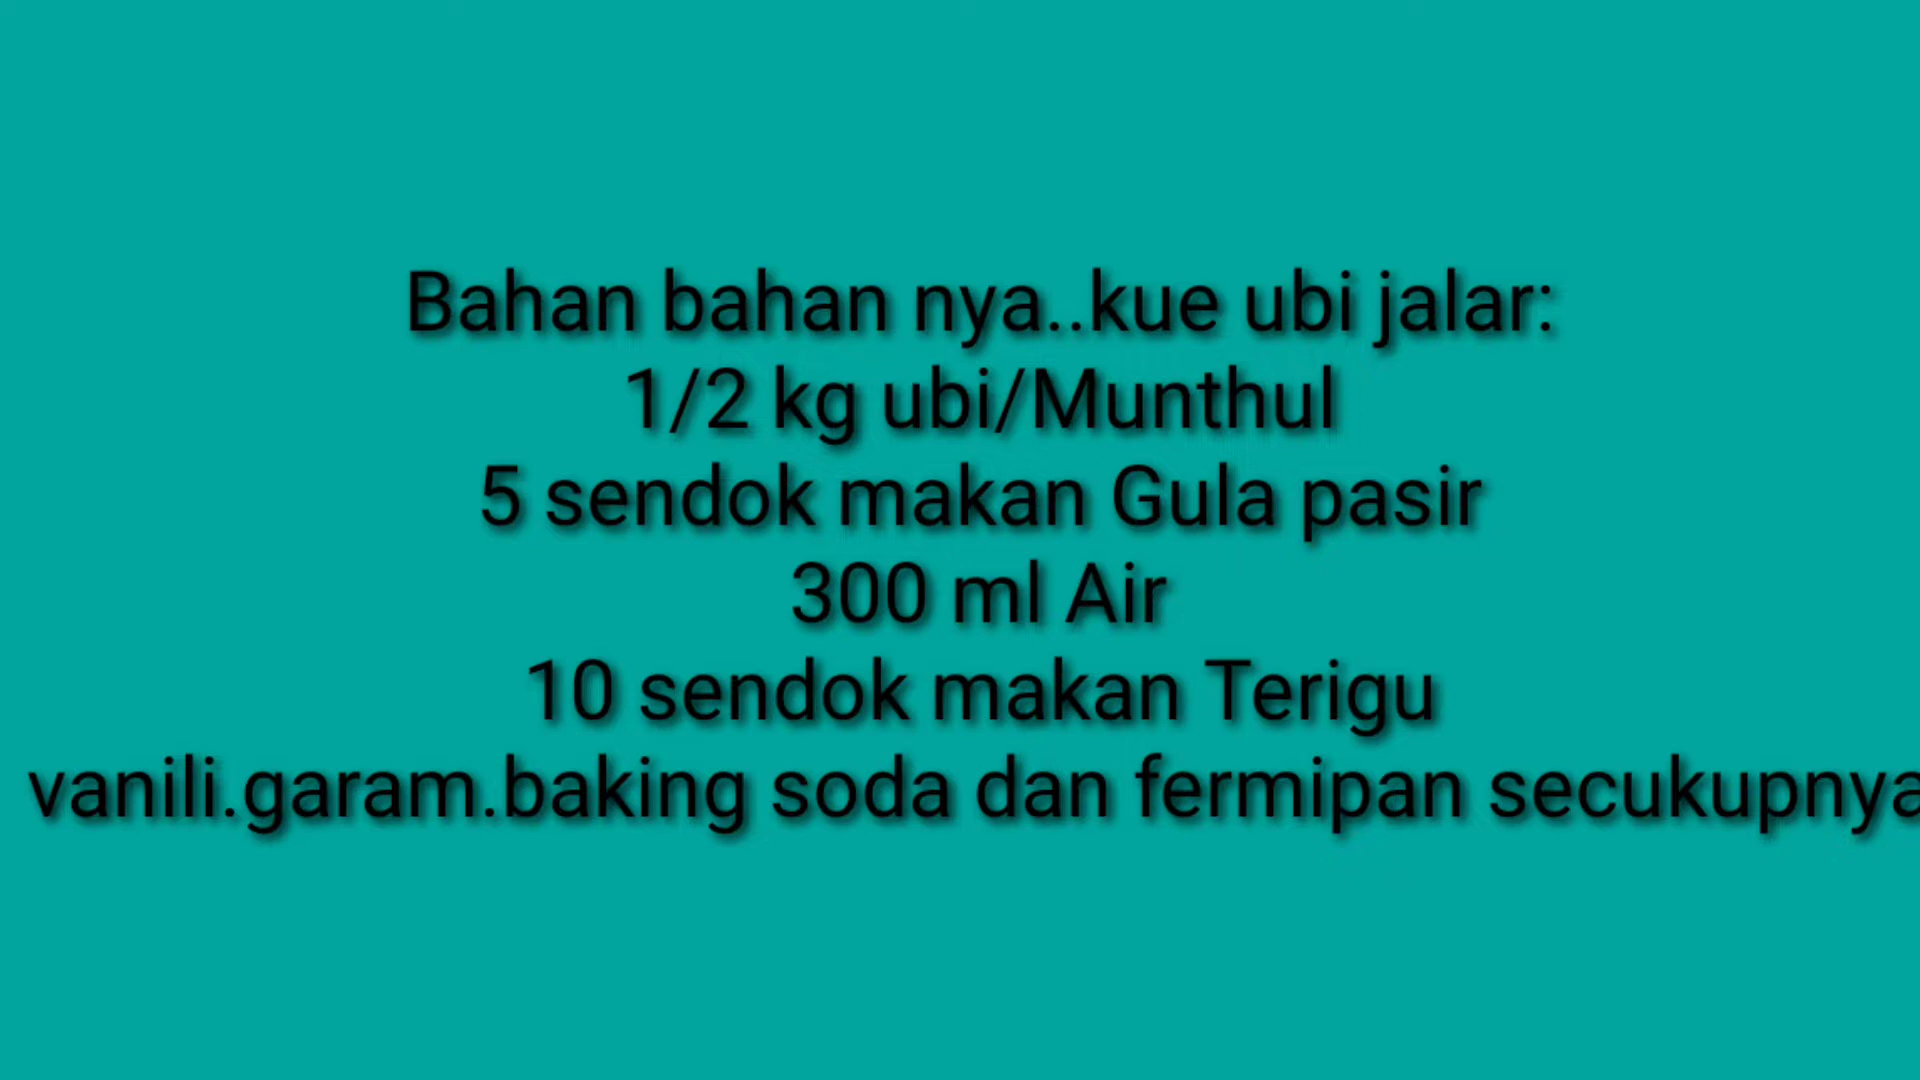 Bahan bahan nya..kue ubi jalar:
1/2 kg ubi/Munthul
5 sendok makan Gula pasir
300 ml Air
10 sendok makan Terigu
vanili.garam.baking soda dan fermipan secukupnya